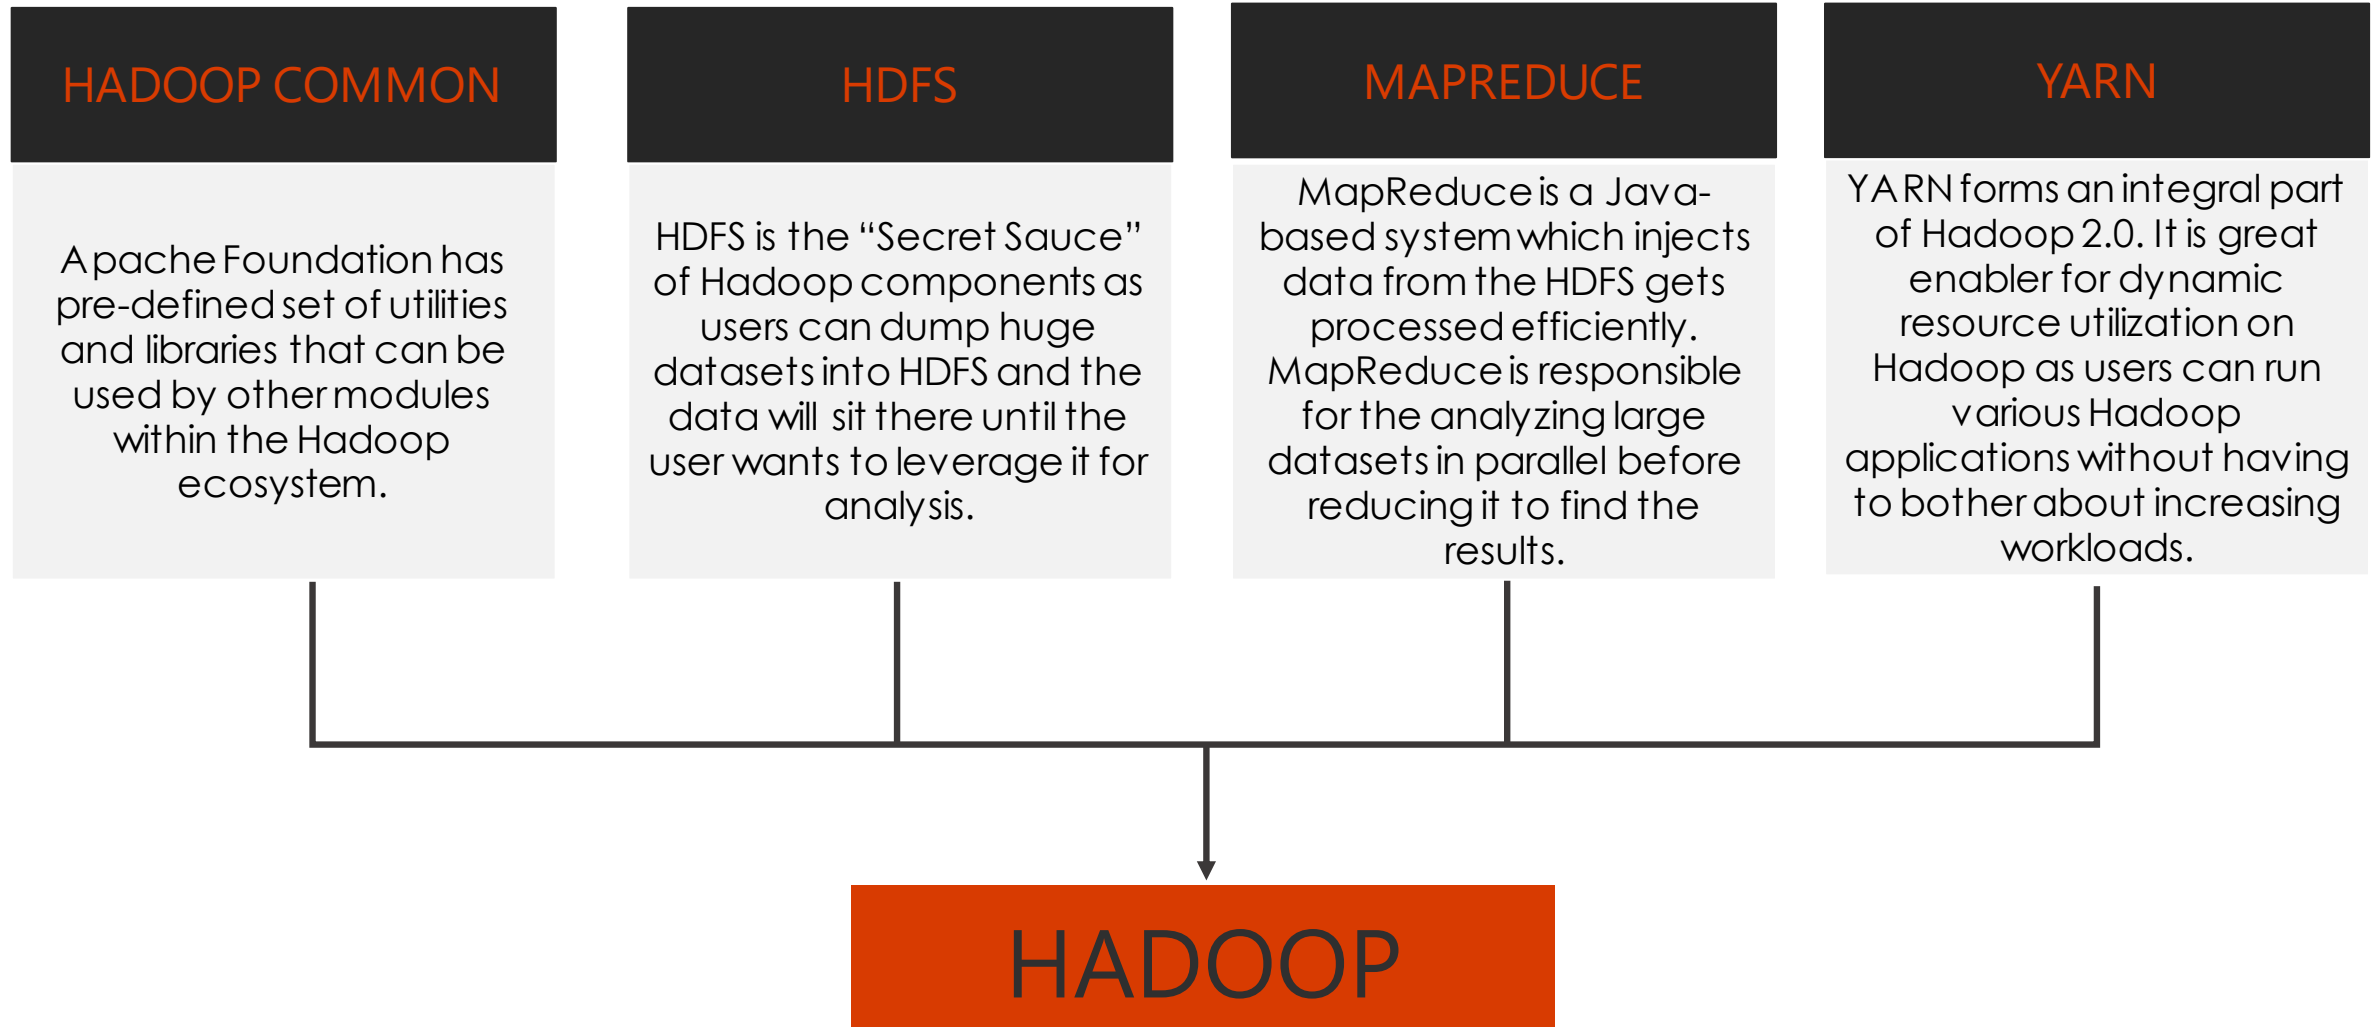 HADOOP COMMON
Apache Foundation has
pre-defined set of utilities
and libraries that can be
used by other modules
within the Hadoop
ecosystem.
HDFS
HDFS is the “Secret Sauce”
of Hadoop components as
users can dump huge
datasets into HDFS and the
data will sit there until the
user wants to leverage it for
analysis.
MAPREDUCE
MapReduce is a Java-
based system which injects
data from the HDFS gets
processed efficiently.
MapReduce is responsible
for the analyzing large
datasets in parallel before
reducing it to find the
results.
YARN
YARN forms an integral part
of Hadoop 2.0. It is great
enabler for dynamic
resource utilization on
Hadoop as users can run
various Hadoop
applications without having
to bother about increasing
workloads.
HADOOP